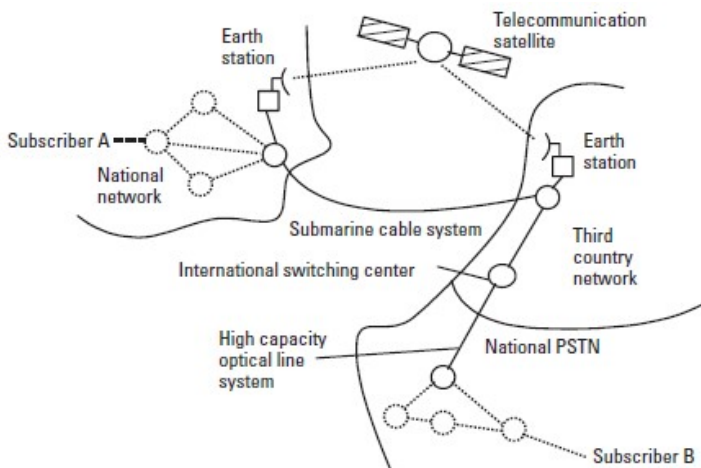 Earth
station
Telecommunication
satellite
Subscriber A
National
network
Earth
station
Submarine cable system
International switching center
Third
country
network
High capacity
optical line
system
National PSTN
Subscriber B